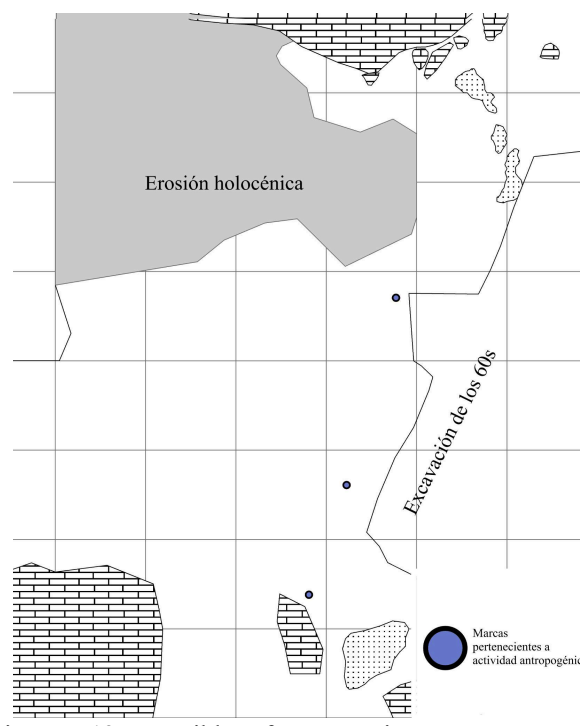 Erosión holocénica
Excavación de los 60s
Marcas
pertenecientes a
actividad antropogénic